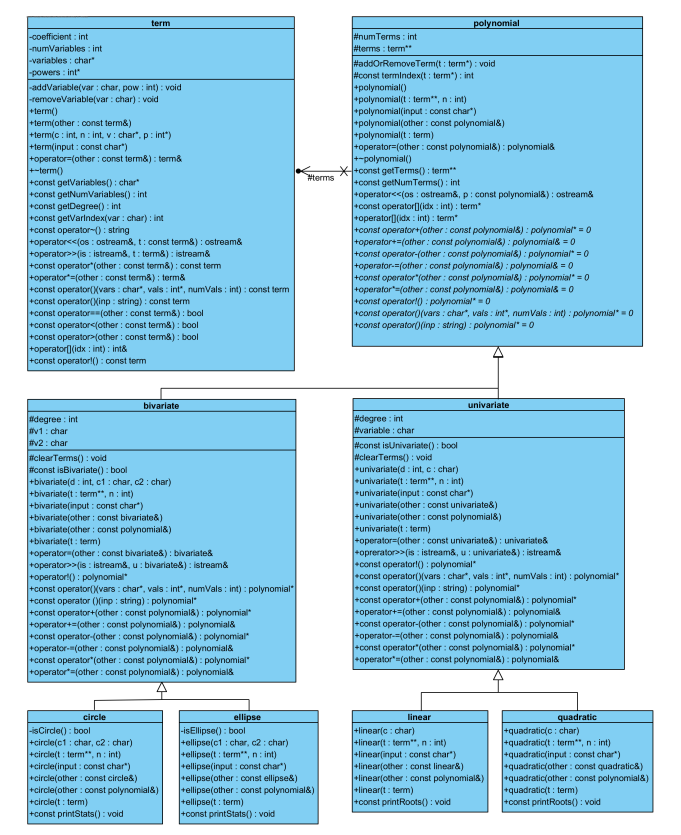 term
-coefficient : int
-numVariables : int
-variables : char*
-powers : int*
-addVariable(var : char, pow : int) : void
-removeVariable(var : char) : void
+term()
+term(other : const term&)
+term(c : int, n : int, v : char*, p : int*)
+term(input : const char*)
+operator=(other : const term&) : term&
+~term()
+const getVariables() : char*
+const getNumVariables() : int
+const getDegree() : int
+const getVarIndex(var : char) : int
+const operator~() : string
+operator<<(os : ostream&, t : const term&) : ostream&
+operator>>(is : istream&, t : term&) : istream&
+const operator*(other : const term&) : const term
+operator*=(other : const term&) : term&
+const operator()(vars : char*, vals : int*, numVals : int) : const term
+const operator()(inp : string) : const term
+const operator==(other : const term&) : bool
+const operator<(other : const term&) : bool
+const operator>(other : const term&) : bool
+operator[](idx : int) : int&
+const operator!() : const term
#terms
polynomial
#numTerms : int
#terms : term**
#addOrRemoveTerm(t : term*) : void
#const termIndex(t : term*) : int
+polynomial()
+polynomial(t : term**, n : int)
+polynomial(input : const char*)
+polynomial(other : const polynomial&)
+polynomial(t : term)
+operator=(other : const polynomial&) : polynomial&
+~polynomial()
+const getTerms() : term**
+const getNumTerms() : int
+operator<<(os : ostream&, p : const polynomial&) : ostream&
+const operator[](idx : int) : term*
+operator[](idx : int) : term*
+const operator+(other : const polynomial&) : polynomial* = 0
+operator+=(other : const polynomial&) : polynomial& = 0
+const operator-(other : const polynomial&) : polynomial* = 0
+operator-=(other : const polynomial&) : polynomial& = 0
+const operator*(other : const polynomial&) : polynomial* = 0
+operator*=(other : const polynomial&) : polynomial& = 0
+const operator!() : polynomial* = 0
+const operator()(vars : char*, vals : int*, numVals : int) : polynomial* = 0
+const operator()(inp : string) : polynomial* = 0
bivariate
#degree : int
#v1 : char
#v2 : char
#clearTerms() : void
#const isBivariate() : bool
+bivariate(d : int, c1 : char, c2 : char)
+bivariate(t : term**, n : int)
+bivariate(input : const char*)
+bivariate(other : const bivariate&)
+bivariate(other : const polynomial&)
+bivariate(t : term)
+operator=(other : const bivariate&) : bivariate&
+operator>>(is : istream&, u : bivariate&) : istream&
+operator!() : polynomial*
+const operator()(vars : char*, vals : int*, numVals : int) : polynomial*
+const operator ()(inp : string) : polynomial*
+const operator+(other : const polynomial&) : polynomial*
+operator+=(other : const polynomial&) : polynomial&
+const operator-(other : const polynomial&) : polynomial*
+operator-=(other : const polynomial&) : polynomial&
+const operator*(other : const polynomial&) : polynomial*
+operator*=(other : const polynomial&) : polynomial&
univariate
#degree : int
#variable : char
#const isUnivariate() : bool
#clearTerms() : void
+univariate(d : int, c : char)
+univariate(t : term**, n : int)
+univariate(input : const char*)
+univariate(other : const univariate&)
+univariate(other : const polynomial&)
+univariate(t : term)
+operator=(other : const univariate&) : univariate&
+oprerator>>(is : istream&, u : univariate&) : istream&
+const operator!() : polynomial*
+const operator()(vars : char*, vals : int*, numVals : int) : polynomial*
+const operator()(inp : string) : polynomial*
+const operator+(other : const polynomial&) : polynomial*
+operator+=(other : const polynomial&) : polynomial&
+const operator-(other : const polynomial&) : polynomial*
+operator-=(other : const polynomial&) : polynomial&
+const operator*(other : const polynomial&) : polynomial*
+operator*=(other : const polynomial&) : polynomial&
circle
-isCircle() : bool
+circle(c1 : char, c2 : char)
+circle(t : term**, n : int)
+circle(input : const char*)
+circle(other : const circle&)
+circle(other : const polynomial&)
+circle(t : term)
+const printStats() : void
ellipse
-isEllipse() : bool
+ellipse(c1 : char, c2 : char)
+ellipse(t : term**, n : int)
+ellipse(input : const char*)
+ellipse(other : const ellipse&)
+ellipse(other : const polynomial&)
+ellipse(t : term)
+const printStats() : void
linear
+linear(c : char)
+linear(t : term**, n : int)
+linear(input : const char*)
+linear(other : const linear&)
+linear(other : const polynomial&)
+linear(t : term)
+const printRoots() : void
quadratic
+quadratic(c : char)
+quadratic(t : term**, n : int)
+quadratic(input : const char*)
+quadratic(other : const quadratic&)
+quadratic(other : const polynomial&)
+quadratic(t : term)
+const printRoots() : void